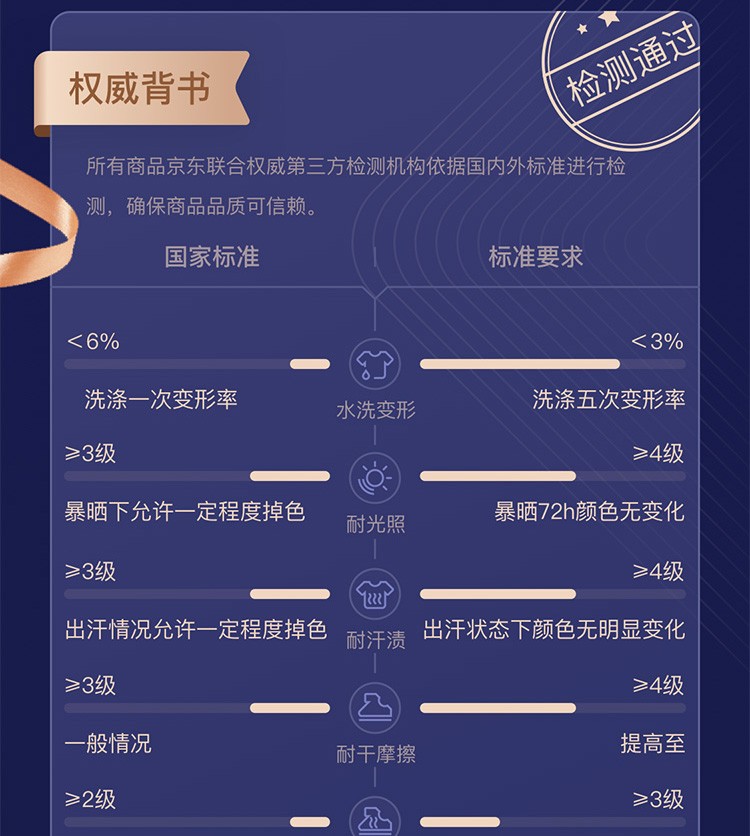 检测通过
权威背书
所有商品京东联合权威第三方检测机构依据国内外标准进行检
测，确保商品品质可信赖。
国家标准 标准要求
<6% <3%
洗涤一次变形率 水洗变形 洗涤五次变形率
≥3级 ≥4级
暴晒下允许一定程度掉色 耐光照 暴晒72h颜色无变化
≥3级 ≥4级
出汗情况允许一定程度掉色 耐汗渍 出汗状态下颜色无明显变化
≥3级 ≥4级
一般情况 耐干摩擦 提高至
≥2级 ≥3级